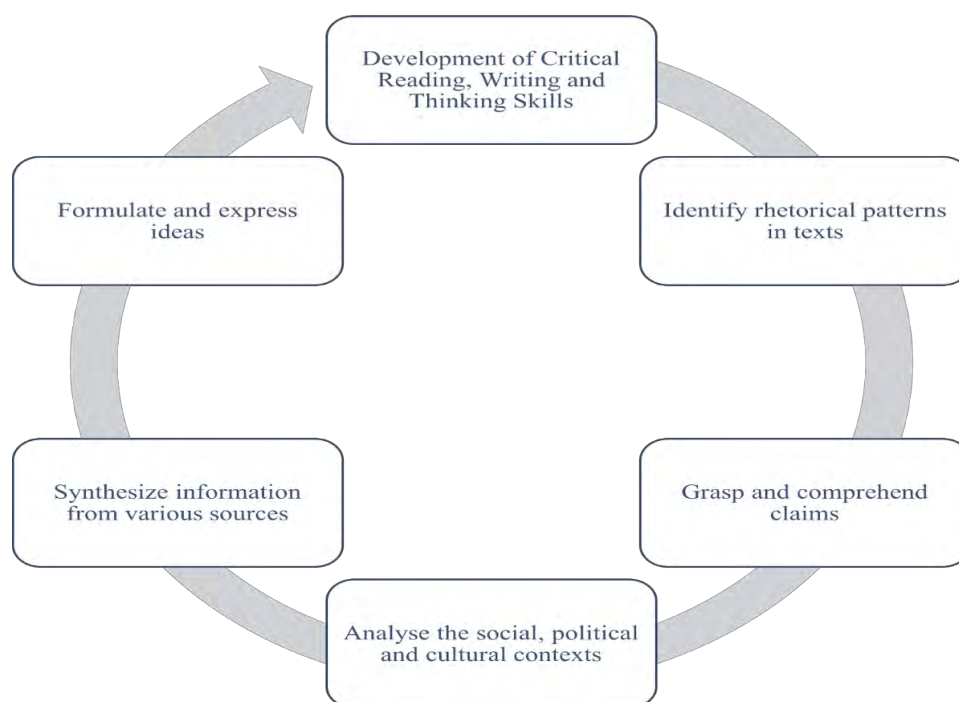 Development of Critical
Reading, Writing and
Thinking Skills
Identify rhetorical patterns
in texts
Grasp and comprehend
claims
Analyse the social, political
and cultural contexts
Synthesize information
from various sources
Formulate and express
ideas